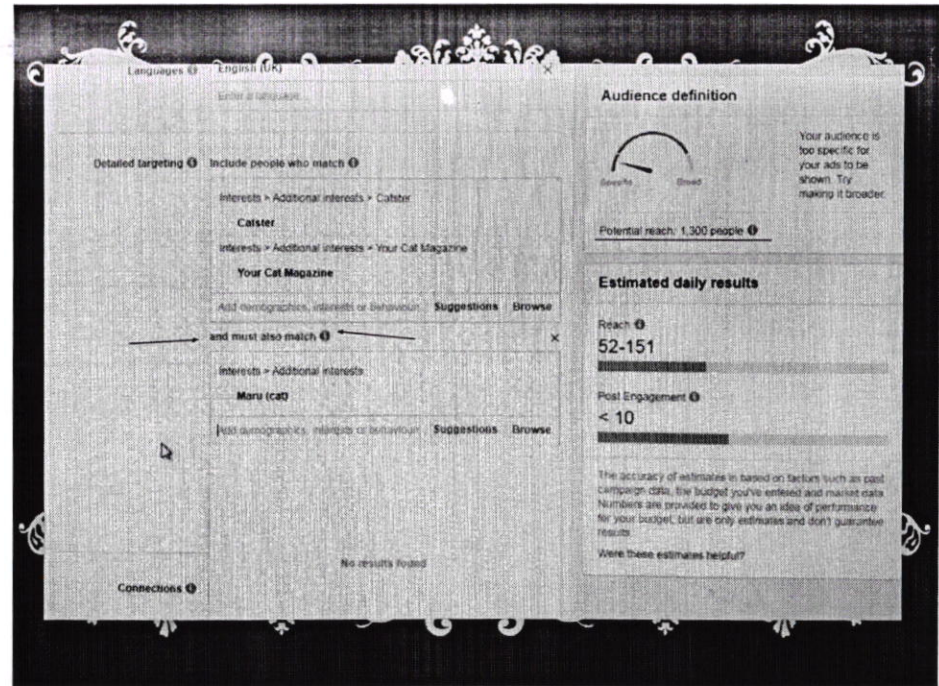 Languages
English (UK)
Enter a language...
Detailed targeting
Include people who match
Interests > Additional interests > Catster
Catster
Interests > Additional interests > Your Cat Magazine
Your Cat Magazine
Add demographics, interests or behaviour
Suggestions
Browse
and must also match
Interests > Additional interests
Maru (cat)
Add demographics, interests or behaviour
Suggestions
Browse
No results found
Connections
Audience definition
Specific
Broad
Your audience is
too specific for
your ads to be
shown. Try
making it broader.
Potential reach: 1,300 people
Estimated daily results
Reach
52-151
Post Engagement
< 10
The accuracy of estimates is based on factors such as past
campaign data, the budget you've entered and market data.
Numbers are provided to give you an idea of performance
for your budget, but are only estimates and don't guarantee
results.
Were these estimates helpful?